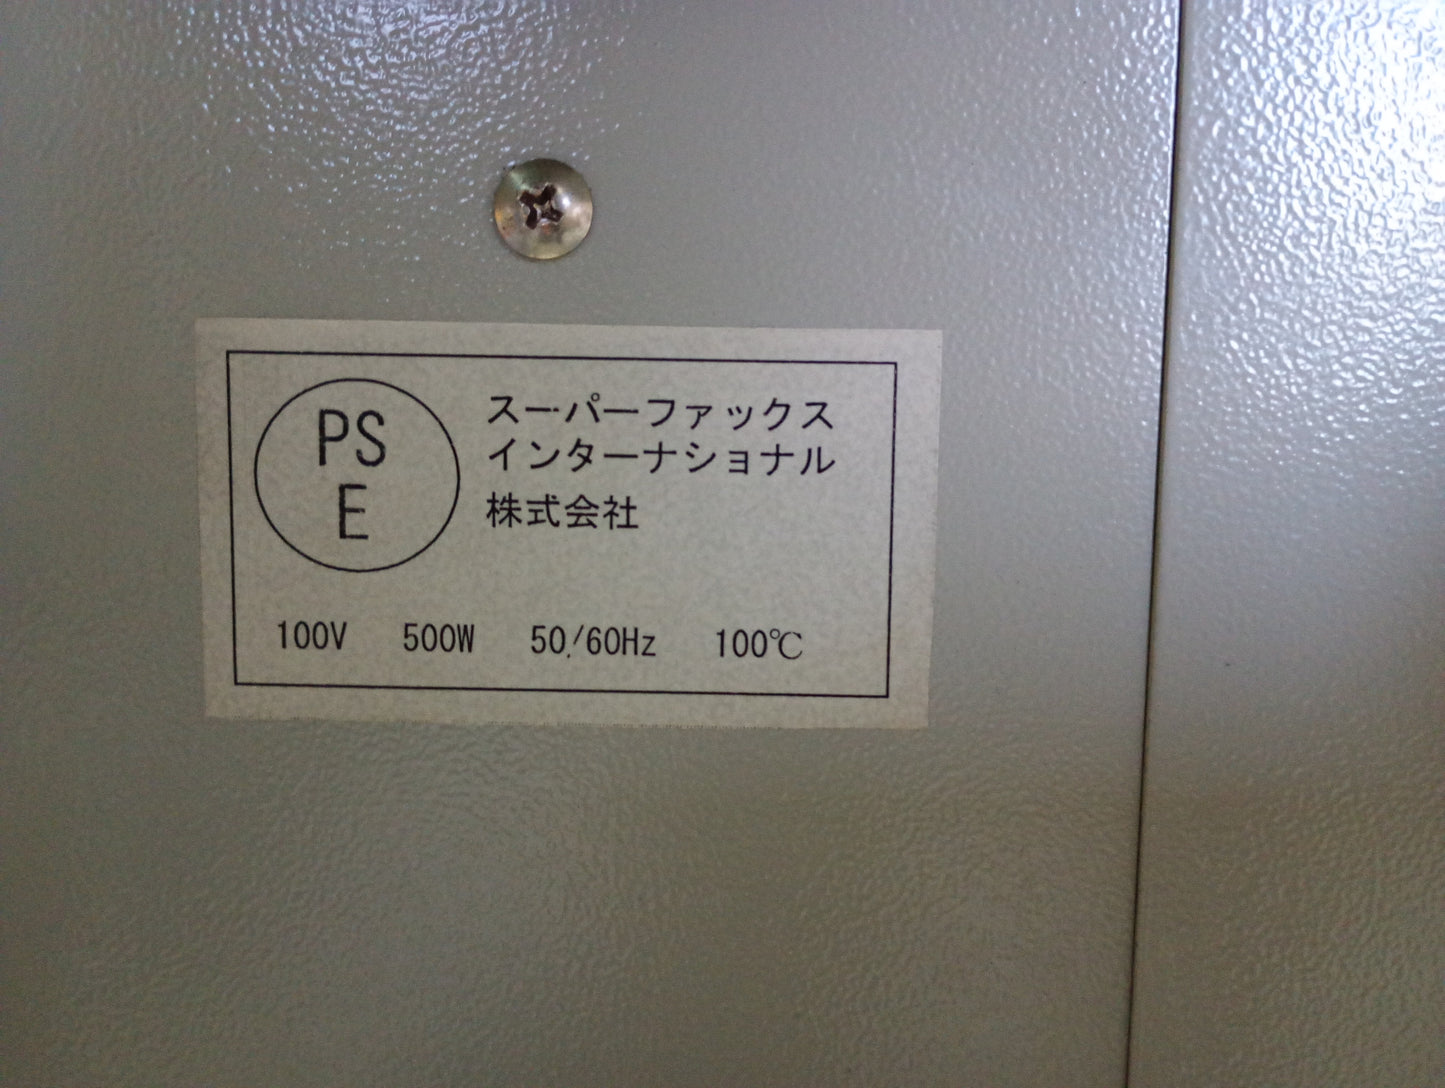 PS
E
スーパーファックス
インターナショナル
株式会社
100V 500W 50/60Hz 100℃